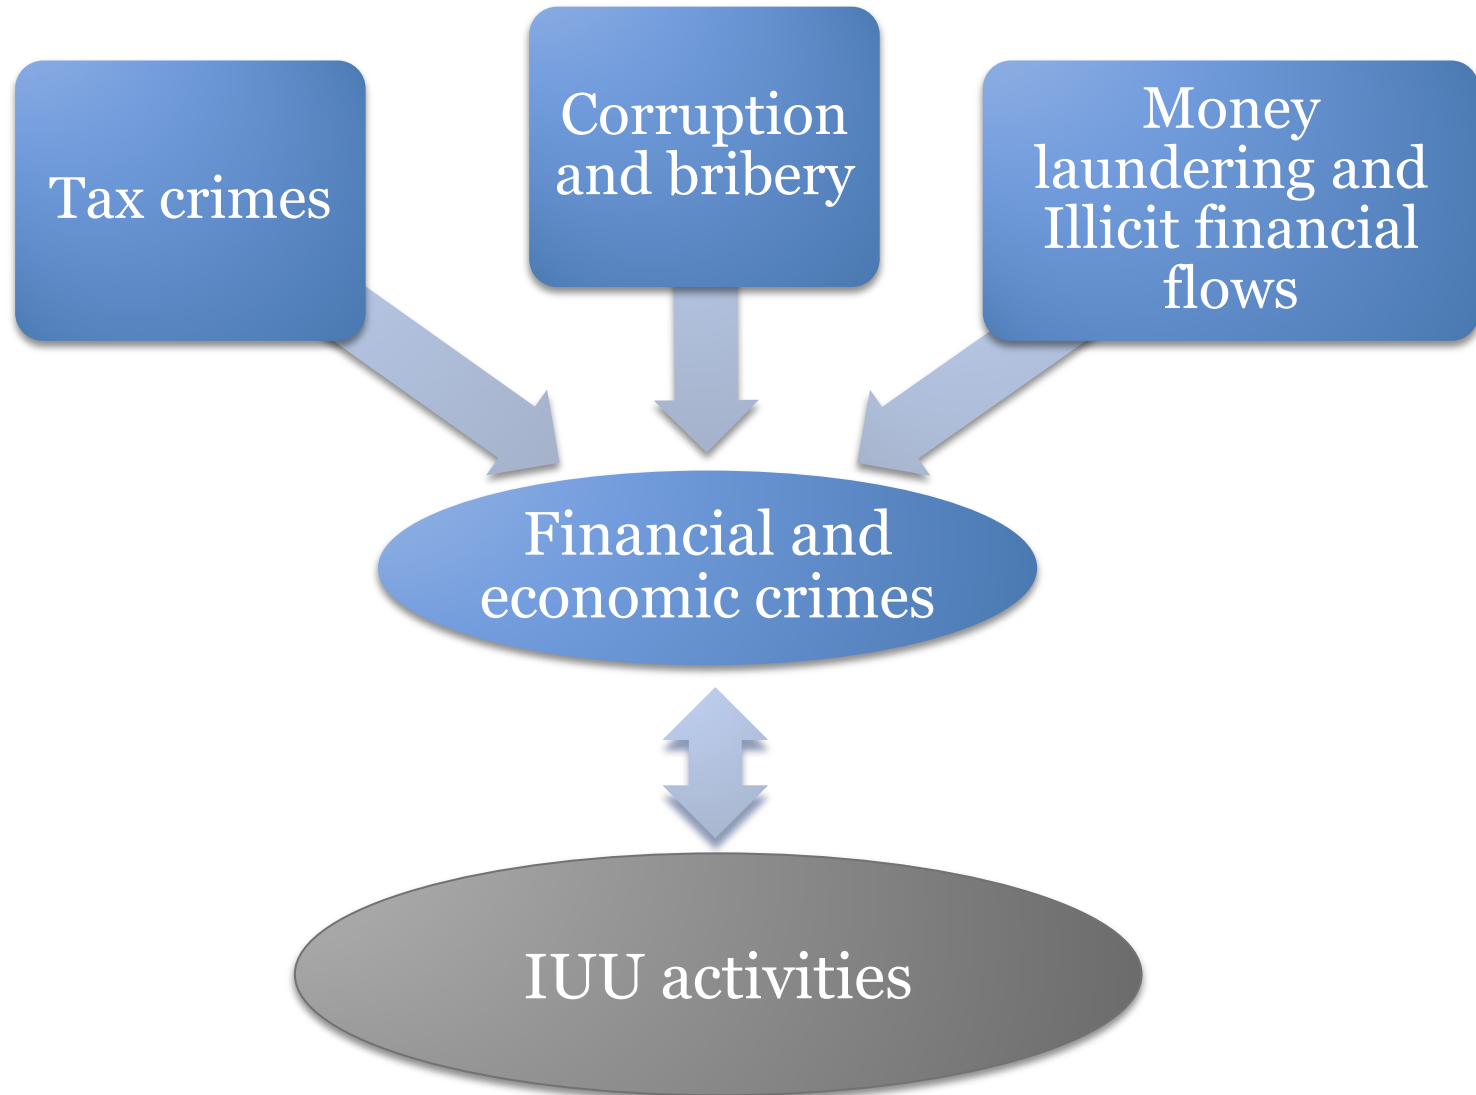 Tax crimes
Corruption
and bribery
Money
laundering and
Illicit financial
flows
Financial and
economic crimes
IUU activities